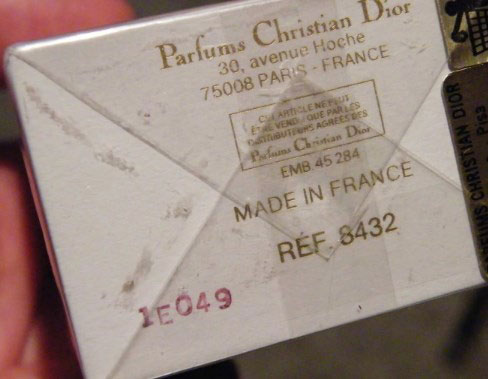 Parfums Christian Dior
30, avenue Hoche
75008 PARIS - FRANCE
CET ARTICLE NE PEUT
ÊTRE VENDU QUE PAR LES
DISTRIBUTEURS AGRÉÉS DES
Parfums Christian Dior
EMB 45 284
MADE IN FRANCE
REF. 8432
1E049
PARFUMS CHRISTIAN DIOR